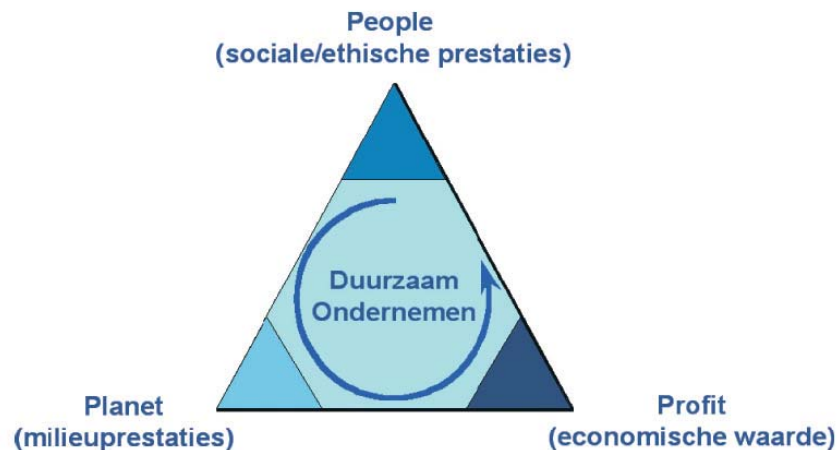 People
(sociale/ethische prestaties)
Duurzaam
Ondernemen
Planet
(milieuprestaties)
Profit
(economische waarde)